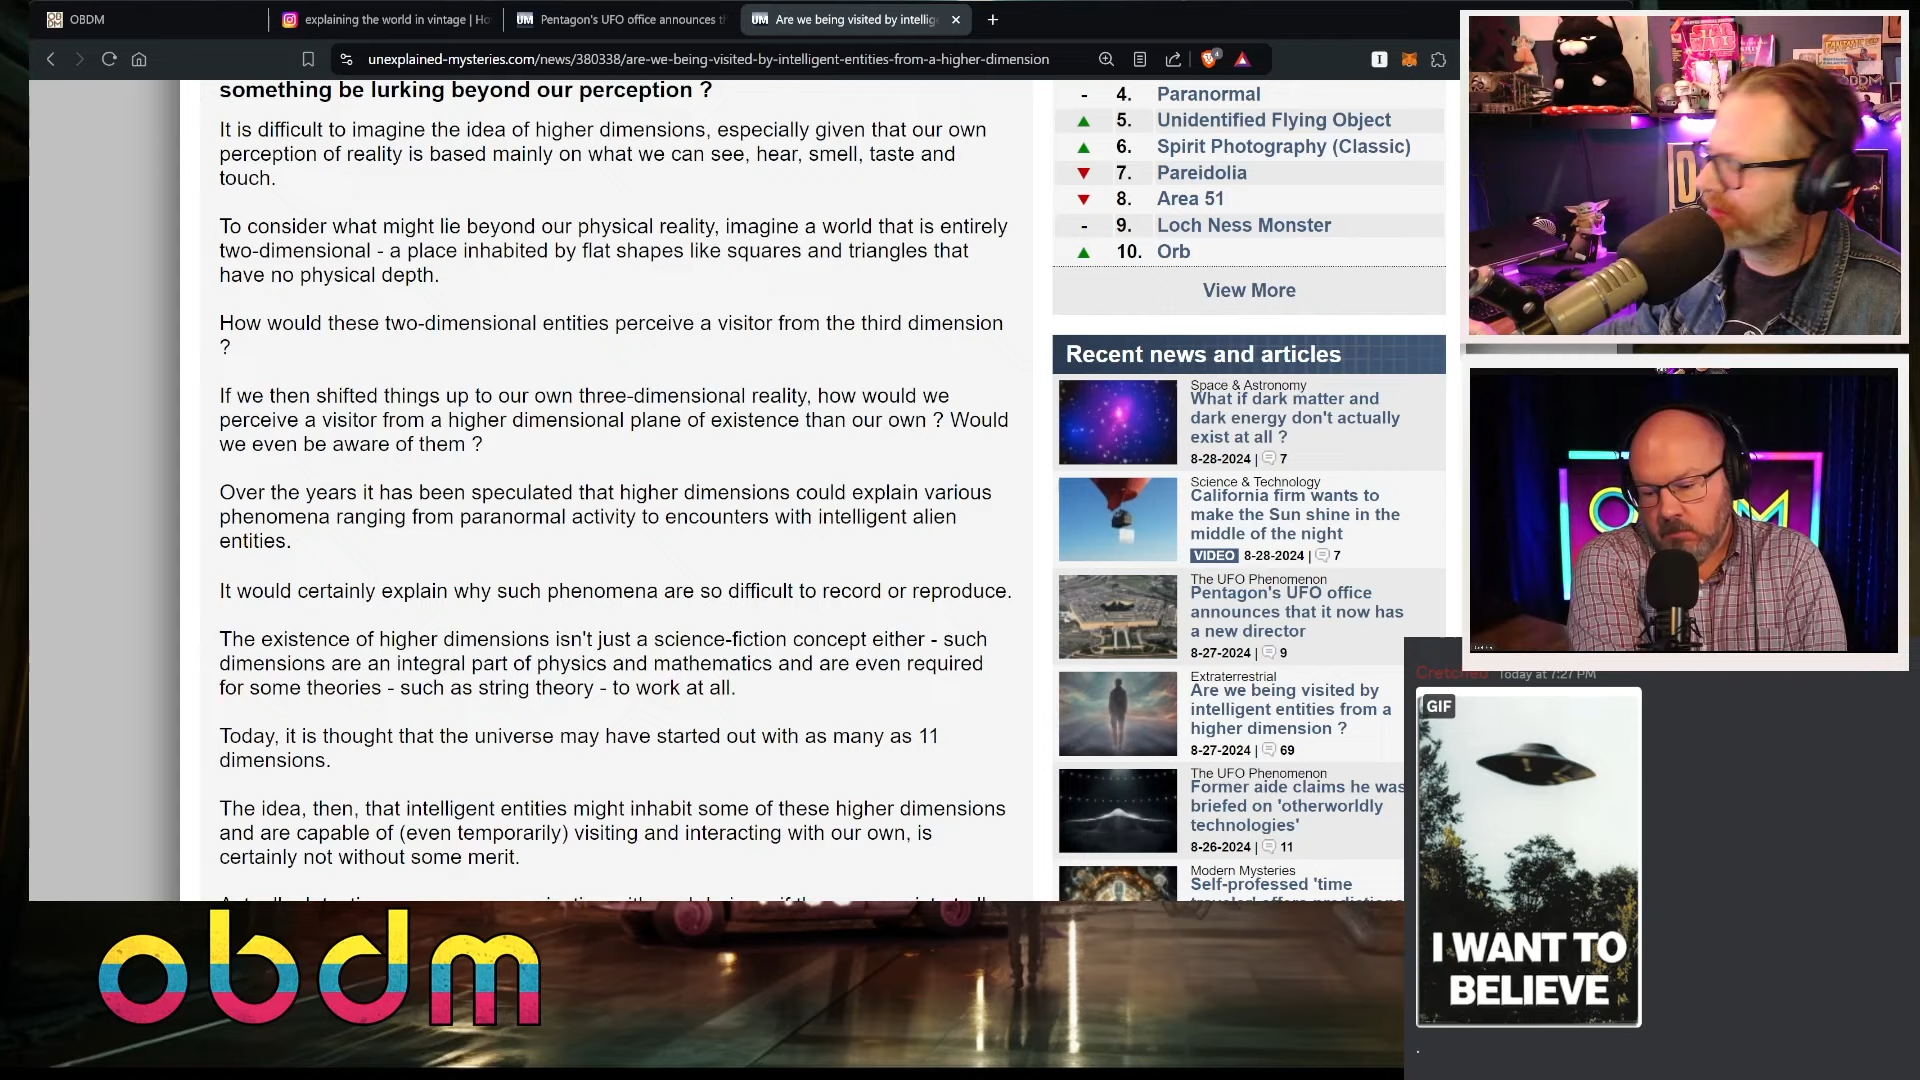 OBDM
explaining the world in vintage | Ho
UM Pentagon's UFO office announces t
UM Are we being visited by intellig
unexplained-mysteries.com/news/380338/are-we-being-visited-by-intelligent-entities-from-a-higher-dimension
something be lurking beyond our perception ?
It is difficult to imagine the idea of higher dimensions, especially given that our own
perception of reality is based mainly on what we can see, hear, smell, taste and
touch.
To consider what might lie beyond our physical reality, imagine a world that is entirely
two-dimensional - a place inhabited by flat shapes like squares and triangles that
have no physical depth.
How would these two-dimensional entities perceive a visitor from the third dimension
?
If we then shifted things up to our own three-dimensional reality, how would we
perceive a visitor from a higher dimensional plane of existence than our own ? Would
we even be aware of them ?
Over the years it has been speculated that higher dimensions could explain various
phenomena ranging from paranormal activity to encounters with intelligent alien
entities.
It would certainly explain why such phenomena are so difficult to record or reproduce.
The existence of higher dimensions isn't just a science-fiction concept either - such
dimensions are an integral part of physics and mathematics and are even required
for some theories - such as string theory - to work at all.
Today, it is thought that the universe may have started out with as many as 11
dimensions.
The idea, then, that intelligent entities might inhabit some of these higher dimensions
and are capable of (even temporarily) visiting and interacting with our own, is
certainly not without some merit.
- 4. Paranormal
5. Unidentified Flying Object
6. Spirit Photography (Classic)
7. Pareidolia
8. Area 51
- 9. Loch Ness Monster
10. Orb
View More
Recent news and articles
Space & Astronomy
What if dark matter and
dark energy don't actually
exist at all ?
8-28-2024 | 7
Science & Technology
California firm wants to
make the Sun shine in the
middle of the night
VIDEO 8-28-2024 | 7
The UFO Phenomenon
Pentagon's UFO office
announces that it now has
a new director
8-27-2024 | 9
Extraterrestrial
Are we being visited by
intelligent entities from a
higher dimension ?
8-27-2024 | 69
The UFO Phenomenon
Former aide claims he was
briefed on 'otherworldly
technologies'
8-26-2024 | 11
Modern Mysteries
Self-professed 'time
STAR WARS
OBDM
Cretched Today at 7:27 PM
GIF
I WANT TO
BELIEVE
obdm